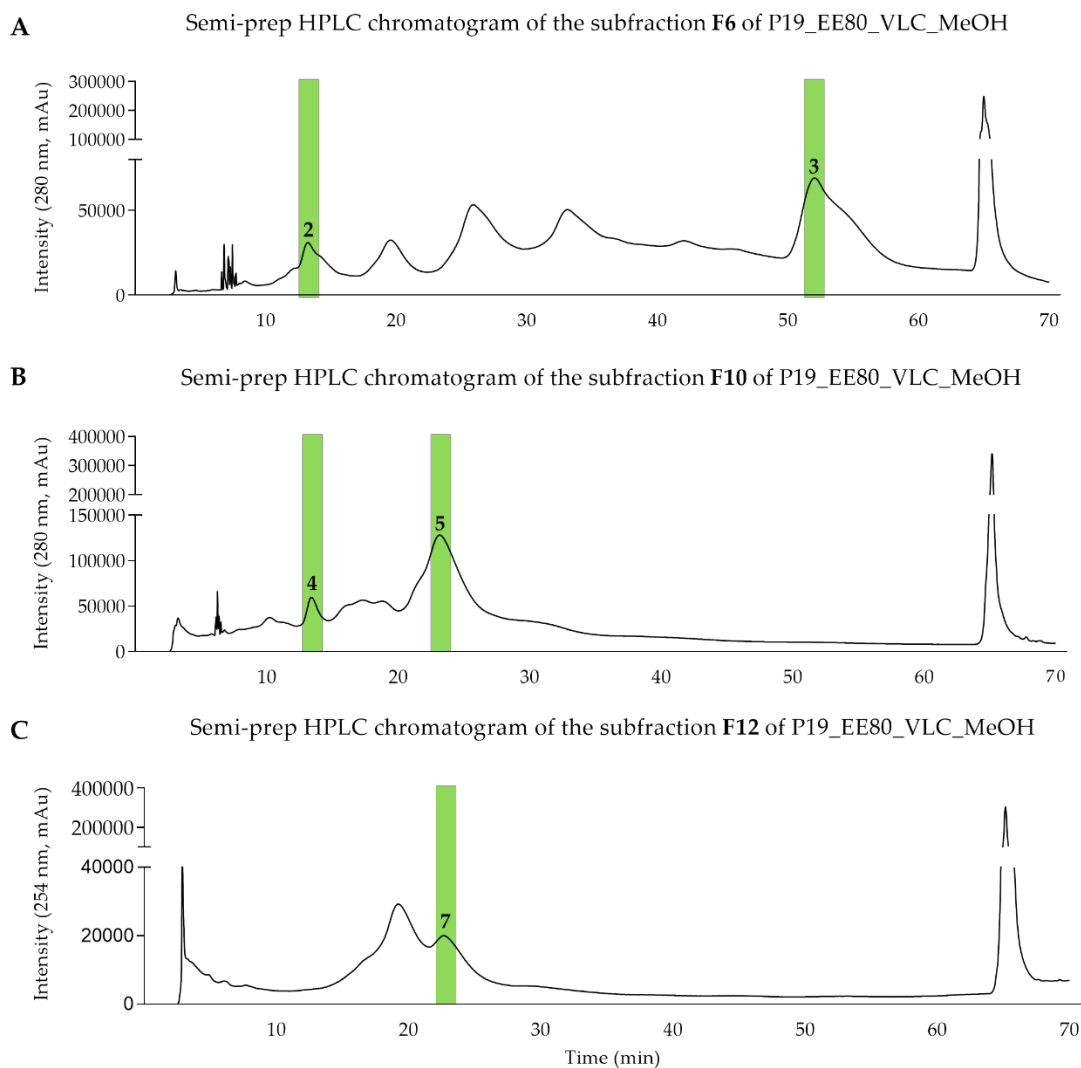 A
Semi-prep HPLC chromatogram of the subfraction F6 of P19_EE80_VLC_MeOH
Intensity (280 nm, mAu)
300000
200000
100000
50000
0
2
3
10 20 30 40 50 60 70
B
Semi-prep HPLC chromatogram of the subfraction F10 of P19_EE80_VLC_MeOH
Intensity (280 nm, mAu)
400000
300000
200000
150000
100000
50000
0
4
5
10 20 30 40 50 60 70
C
Semi-prep HPLC chromatogram of the subfraction F12 of P19_EE80_VLC_MeOH
Intensity (254 nm, mAu)
400000
200000
40000
20000
0
7
10 20 30 40 50 60 70
Time (min)